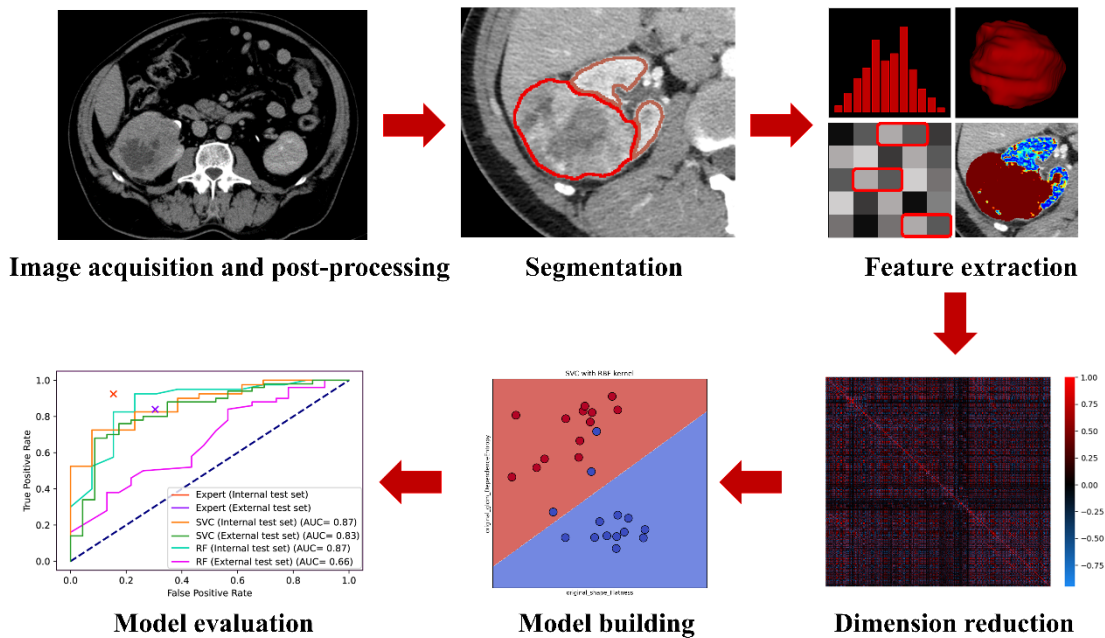 Image acquisition and post-processing
Segmentation
Feature extraction
1.0
0.8
0.6
0.4
0.2
0.0
True Positive Rate
0.0
0.2
0.4
0.6
0.8
1.0
False Positive Rate
Expert (Internal test set)
Expert (External test set)
SVC (Internal test set) (AUC= 0.87)
SVC (External test set) (AUC= 0.83)
RF (Internal test set) (AUC= 0.87)
RF (External test set) (AUC= 0.66)
Model evaluation
SVC with RBF kernel
original_gldm_DependenceEntropy
original_shape_Flatness
Model building
1.00
0.75
0.50
0.25
0.00
−0.25
−0.50
−0.75
Dimension reduction